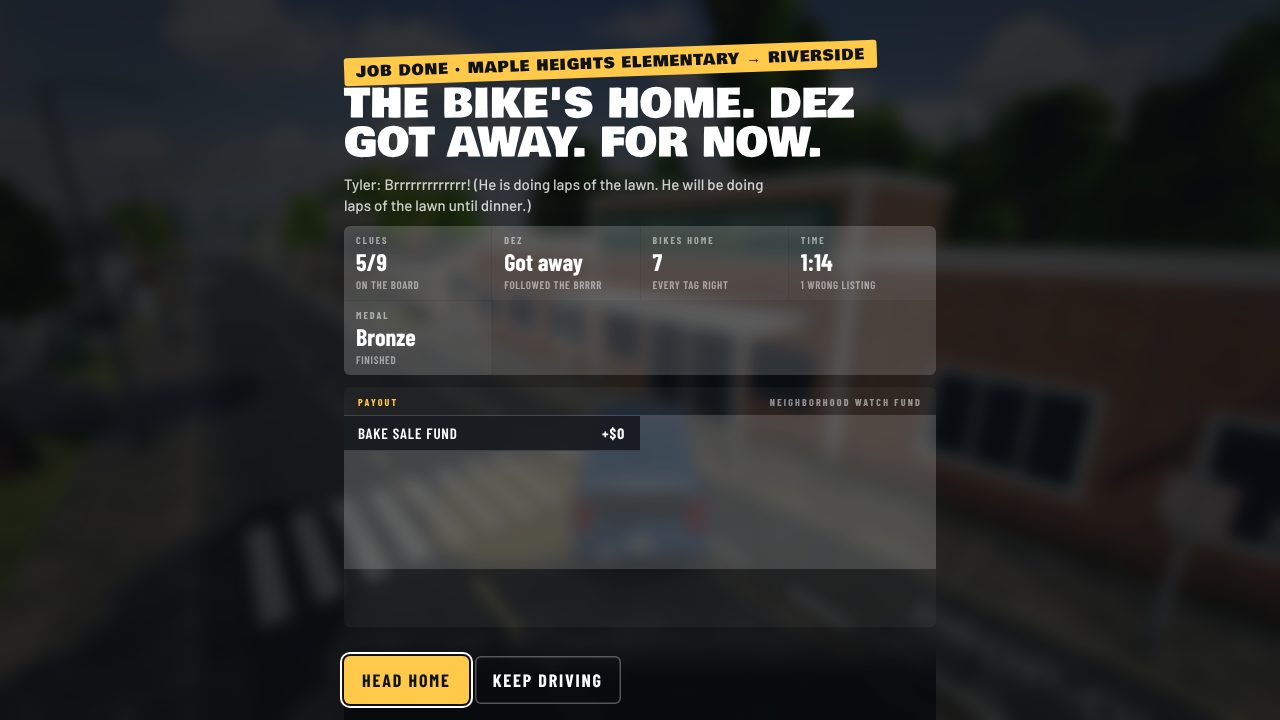 JOB DONE · MAPLE HEIGHTS ELEMENTARY → RIVERSIDE
THE BIKE'S HOME. DEZ
GOT AWAY. FOR NOW.
Tyler: Brrrrrrrrrrrrr! (He is doing laps of the lawn. He will be doing
laps of the lawn until dinner.)
CLUES
5/9
ON THE BOARD
DEZ
Got away
FOLLOWED THE BRRRR
BIKES HOME
7
EVERY TAG RIGHT
TIME
1:14
1 WRONG LISTING
MEDAL
Bronze
FINISHED
PAYOUT
NEIGHBORHOOD WATCH FUND
BAKE SALE FUND +$0
HEAD HOME
KEEP DRIVING